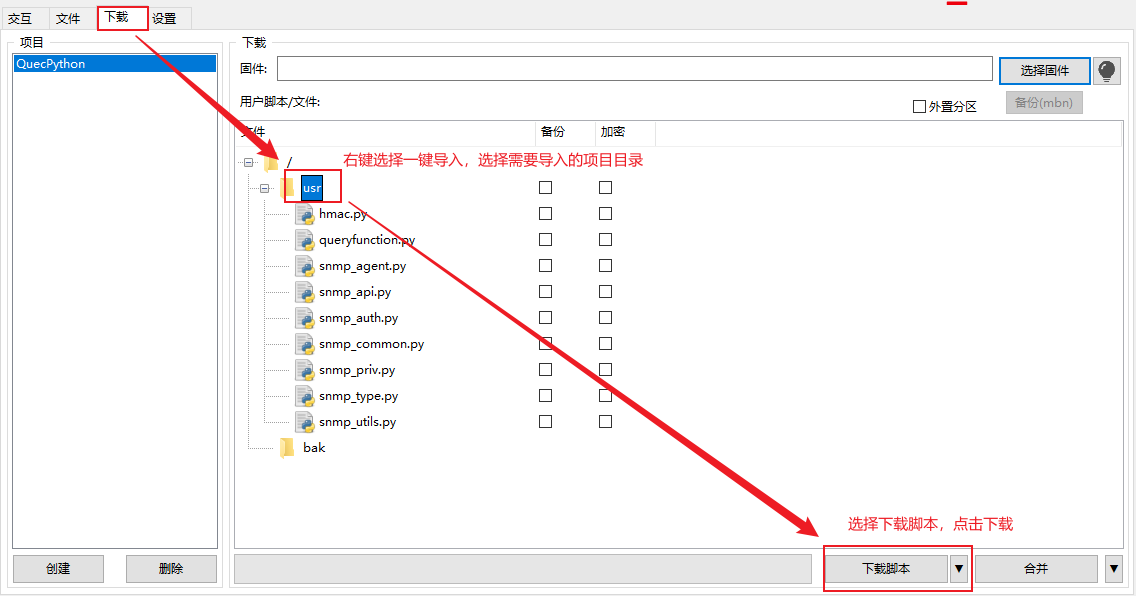 交互 文件 下载 设置
项目
QuecPython
创建 删除
下载
固件: 选择固件
用户脚本/文件: 外置分区 备份(mbn)
文件 备份 加密
/ 右键选择一键导入，选择需要导入的项目目录
usr
hmac.py
queryfunction.py
snmp_agent.py
snmp_api.py
snmp_auth.py
snmp_common.py
snmp_priv.py
snmp_type.py
snmp_utils.py
bak
选择下载脚本，点击下载
下载脚本 合并